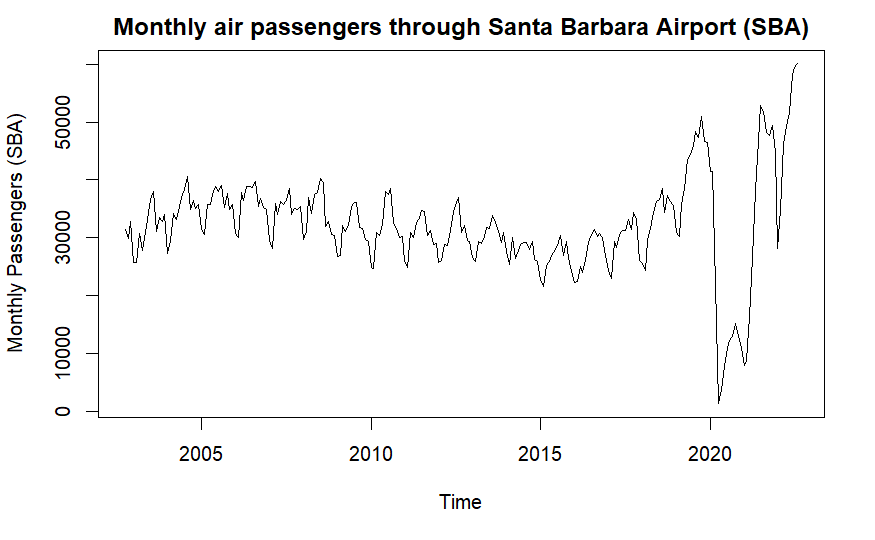 Monthly air passengers through Santa Barbara Airport (SBA)
Monthly Passengers (SBA)
50000
30000
10000
0
2005 2010 2015 2020
Time